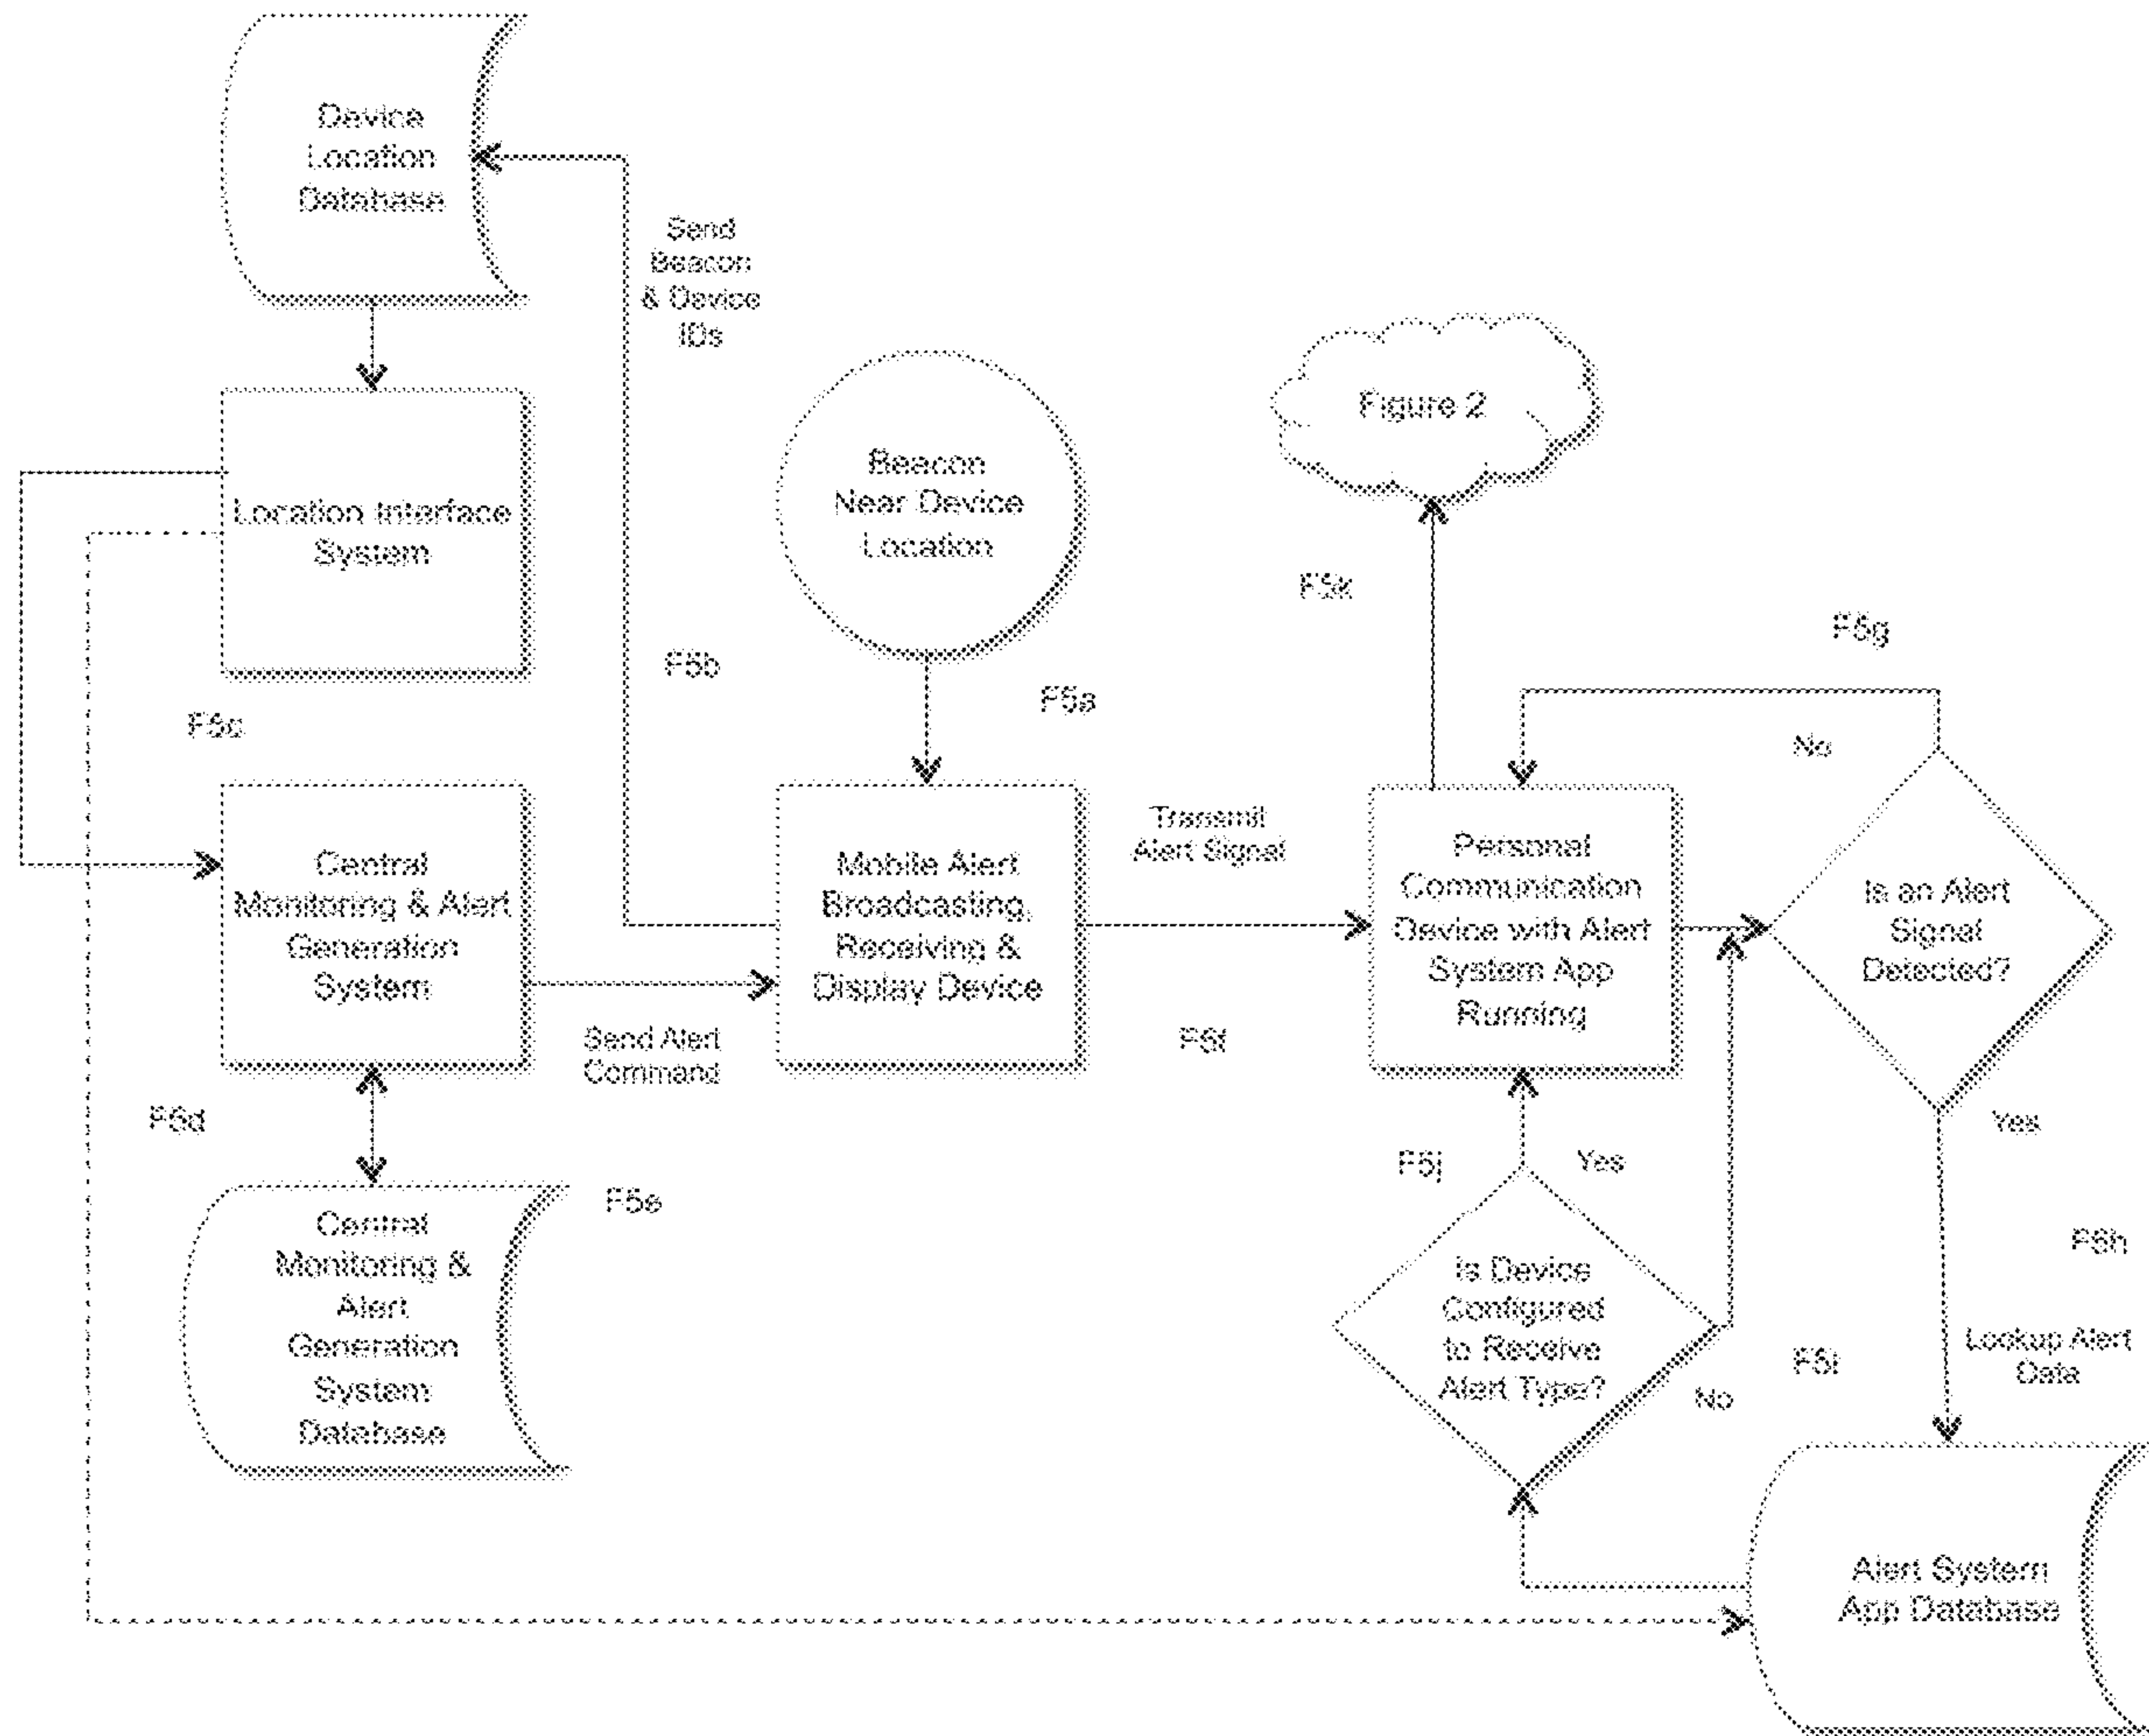 Device
Location
Database
Send
Beacon
& Device
IDs
Figure 2
Beacon
Near Device
Location
Location Interface
System
F5k
F5g
F5b
F5a
F5c
No
Transmit
Alert Signal
Central
Monitoring & Alert
Generation
System
Mobile Alert
Broadcasting,
Receiving &
Display Device
Personal
Communication
Device with Alert
System App
Running
Is an Alert
Signal
Detected?
Send Alert
Command
F5f
F5d
Yes
F5j
Yes
F5e
F5h
Central
Monitoring &
Alert
Generation
System
Database
Is Device
Configured
to Receive
Alert Type?
Lookup Alert
Data
F5i
No
Alert System
App Database